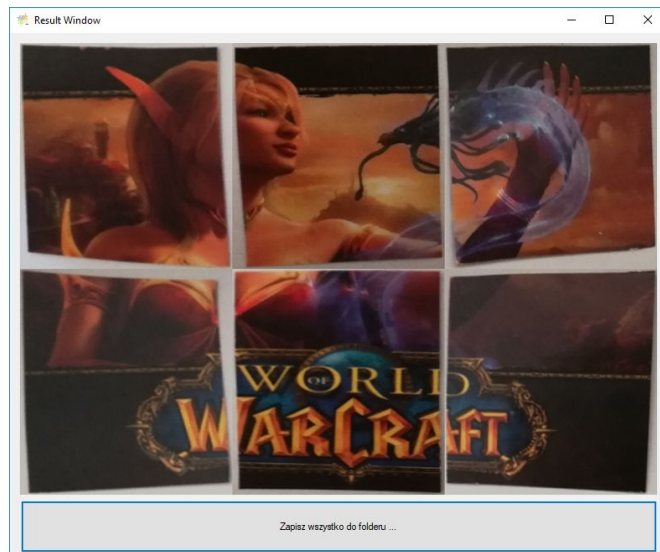 Result Window
WORLD
OF
WARCRAFT
Zapisz wszystko do folderu ...